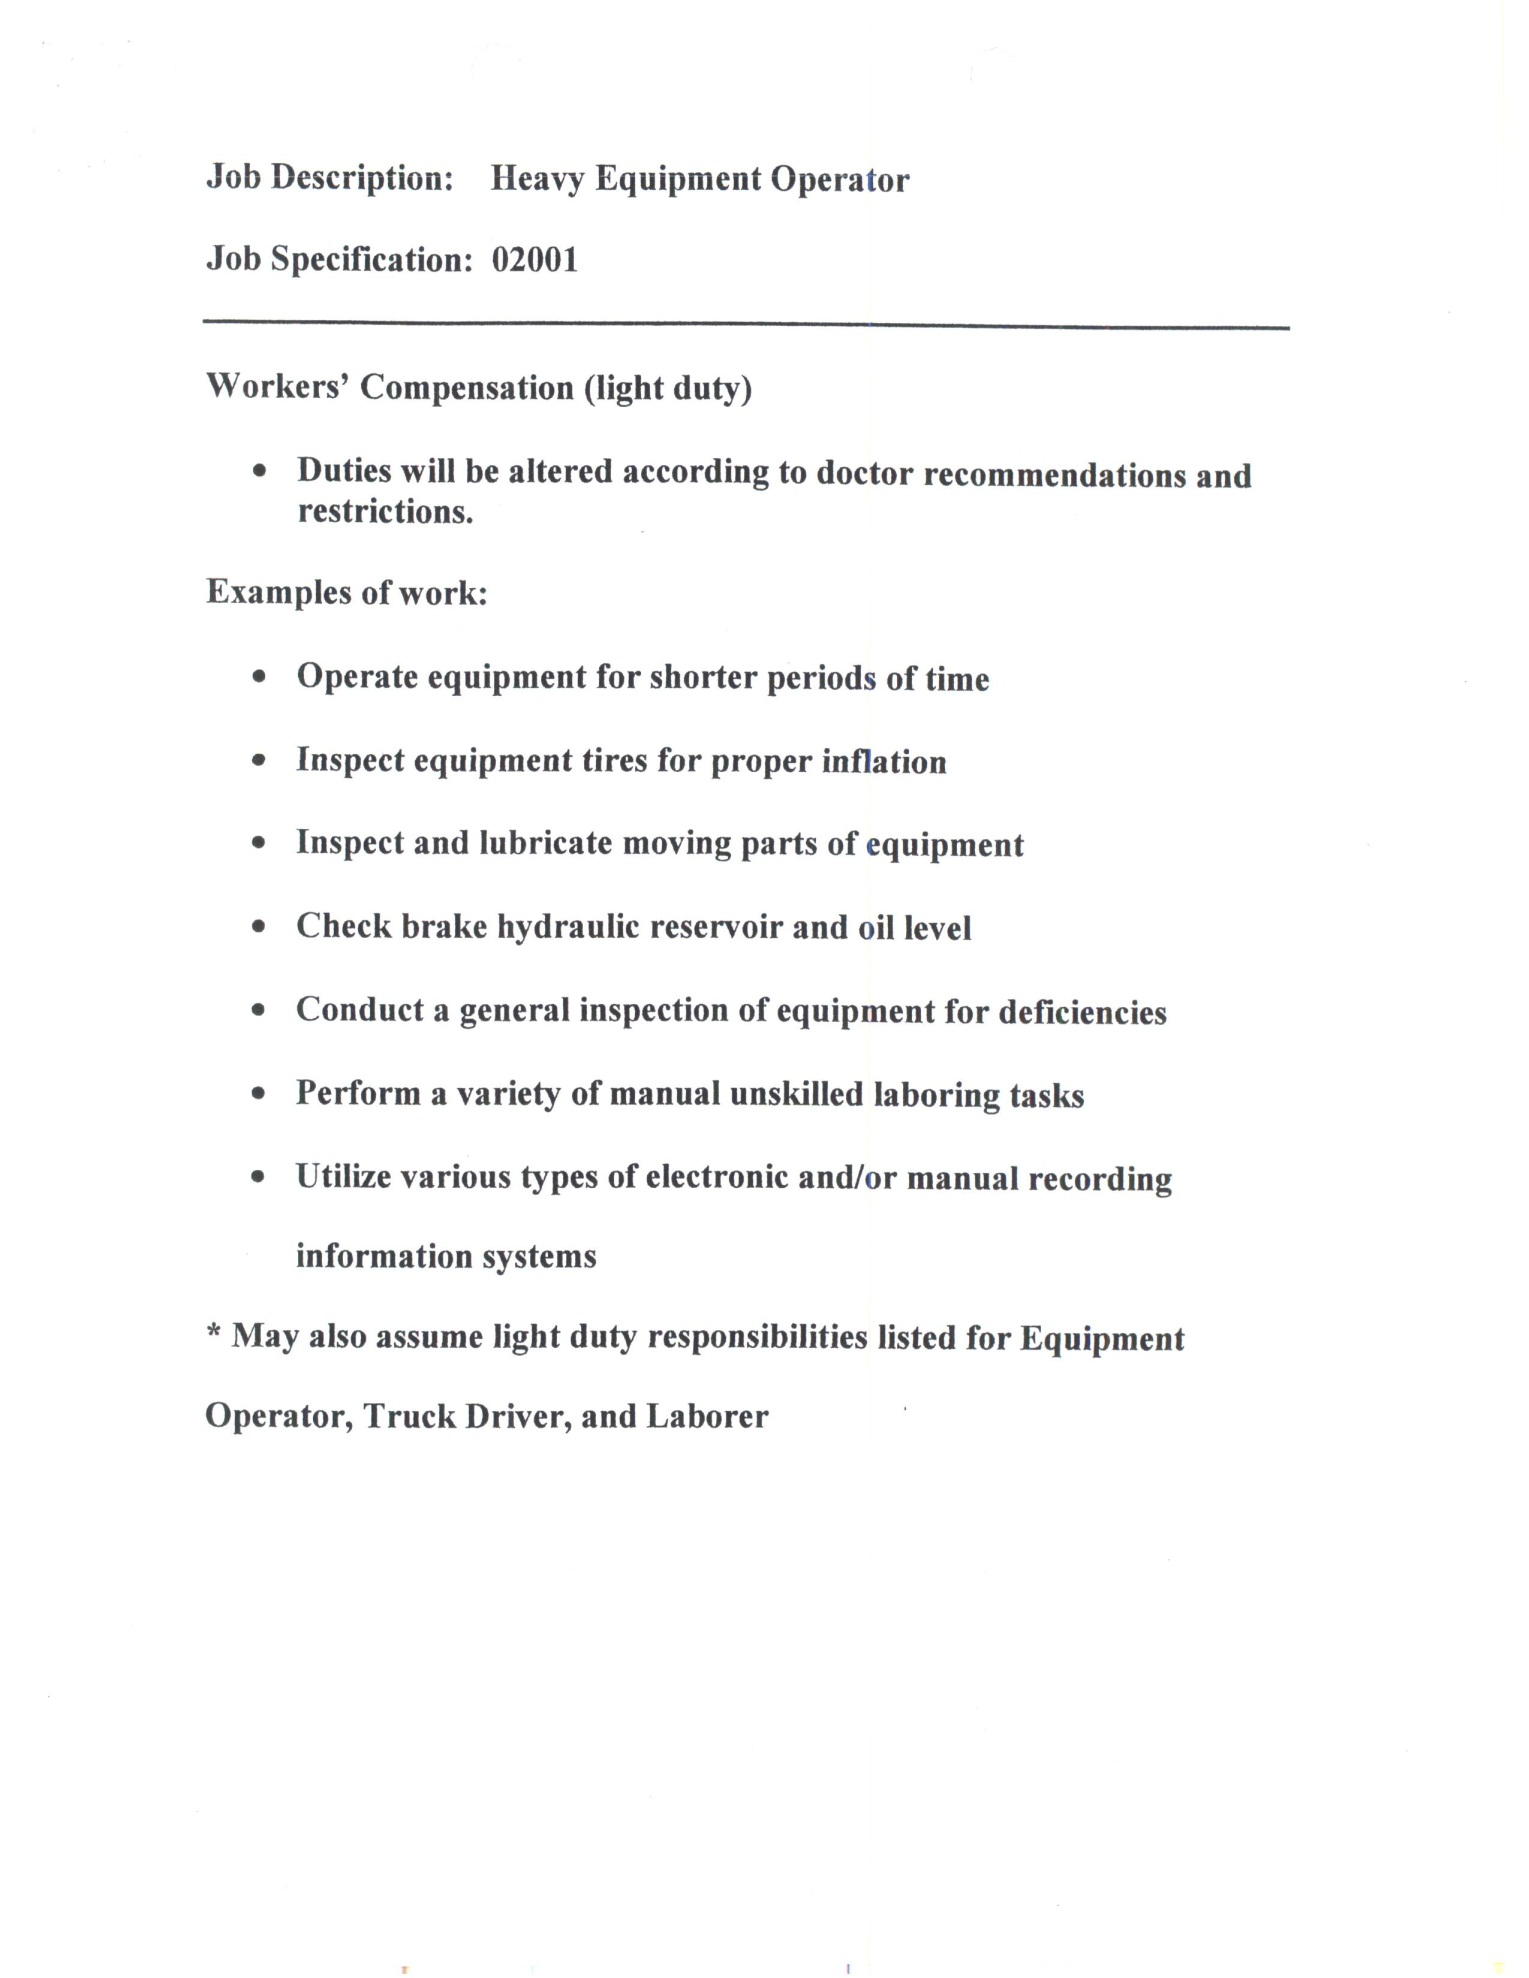 Job Description: Heavy Equipment Operator
Job Specification: 02001
Workers' Compensation (light duty)
• Duties will be altered according to doctor recommendations and
restrictions.
Examples of work:
• Operate equipment for shorter periods of time
• Inspect equipment tires for proper inflation
• Inspect and lubricate moving parts of equipment
• Check brake hydraulic reservoir and oil level
• Conduct a general inspection of equipment for deficiencies
• Perform a variety of manual unskilled laboring tasks
• Utilize various types of electronic and/or manual recording
information systems
* May also assume light duty responsibilities listed for Equipment
Operator, Truck Driver, and Laborer